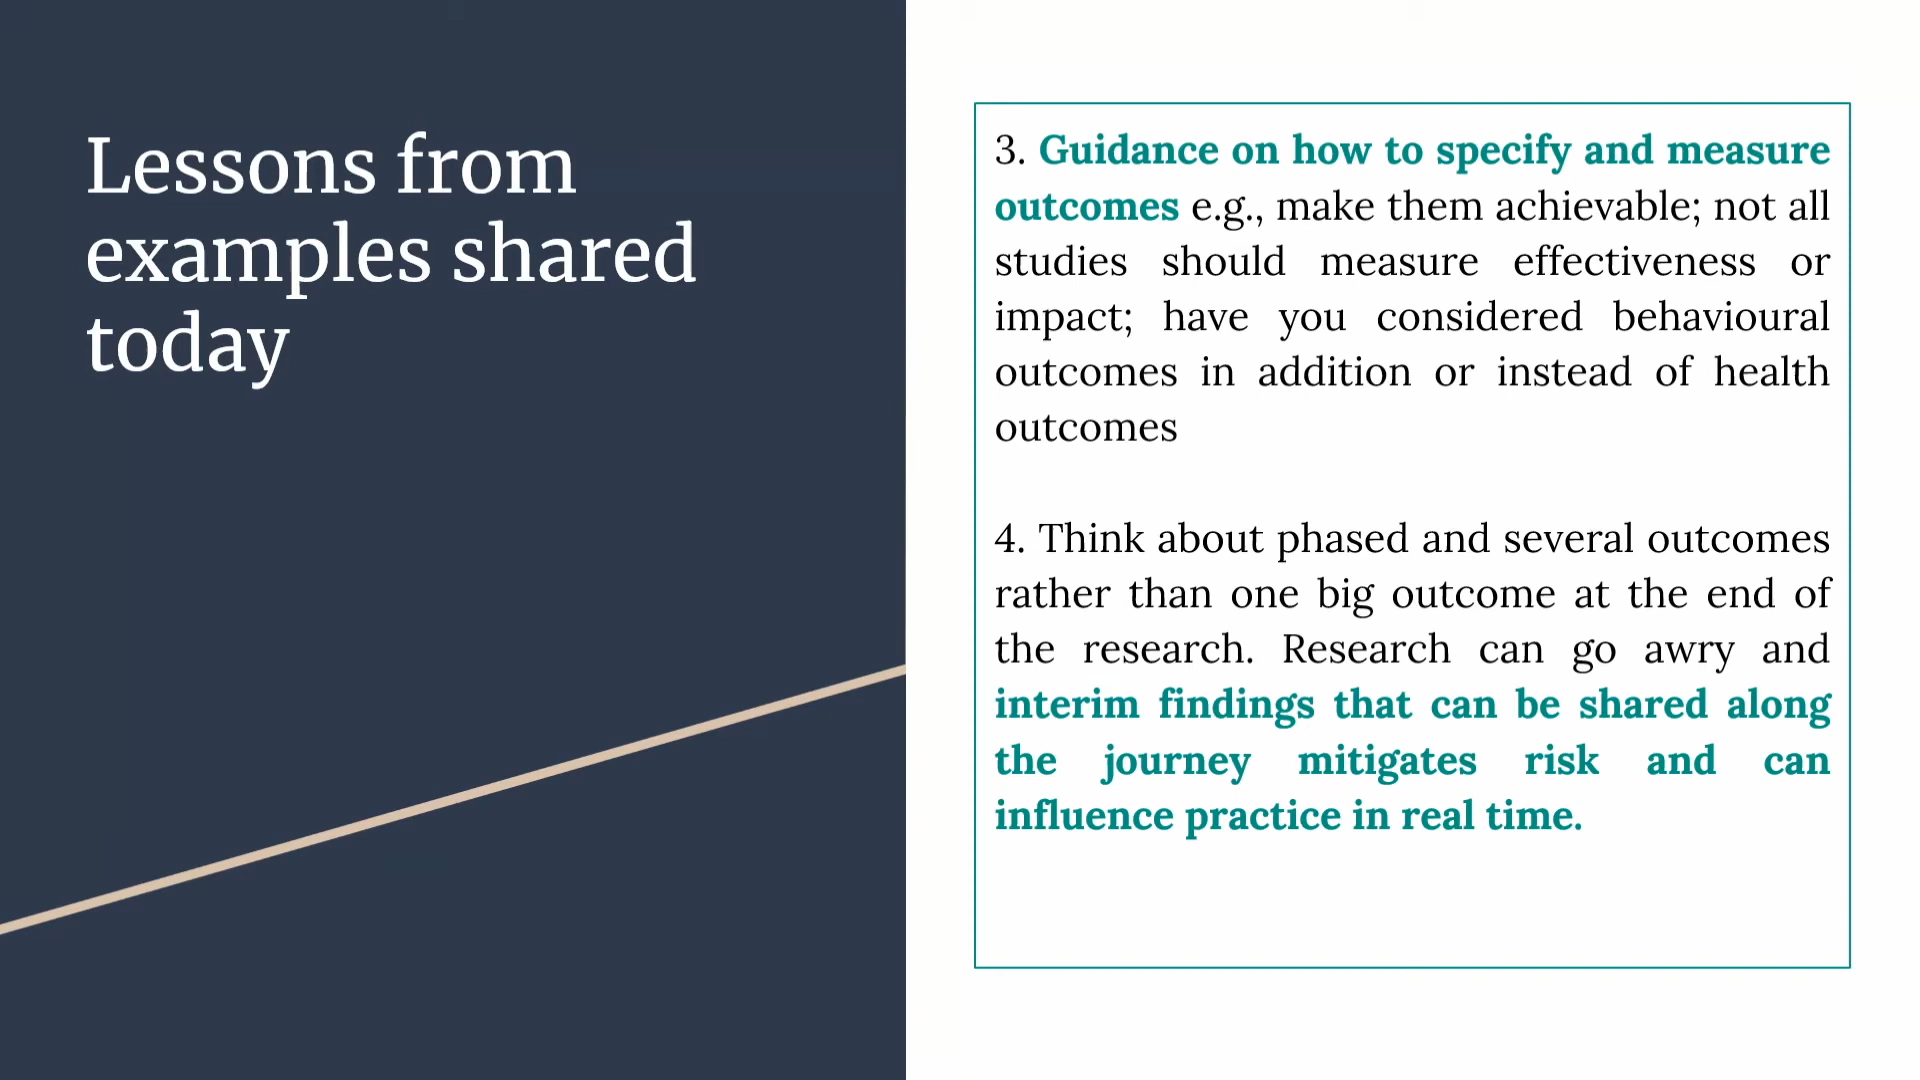 Lessons from
examples shared
today
3. Guidance on how to specify and measure
outcomes e.g., make them achievable; not all
studies should measure effectiveness or
impact; have you considered behavioural
outcomes in addition or instead of health
outcomes
4. Think about phased and several outcomes
rather than one big outcome at the end of
the research. Research can go awry and
interim findings that can be shared along
the journey mitigates risk and can
influence practice in real time.